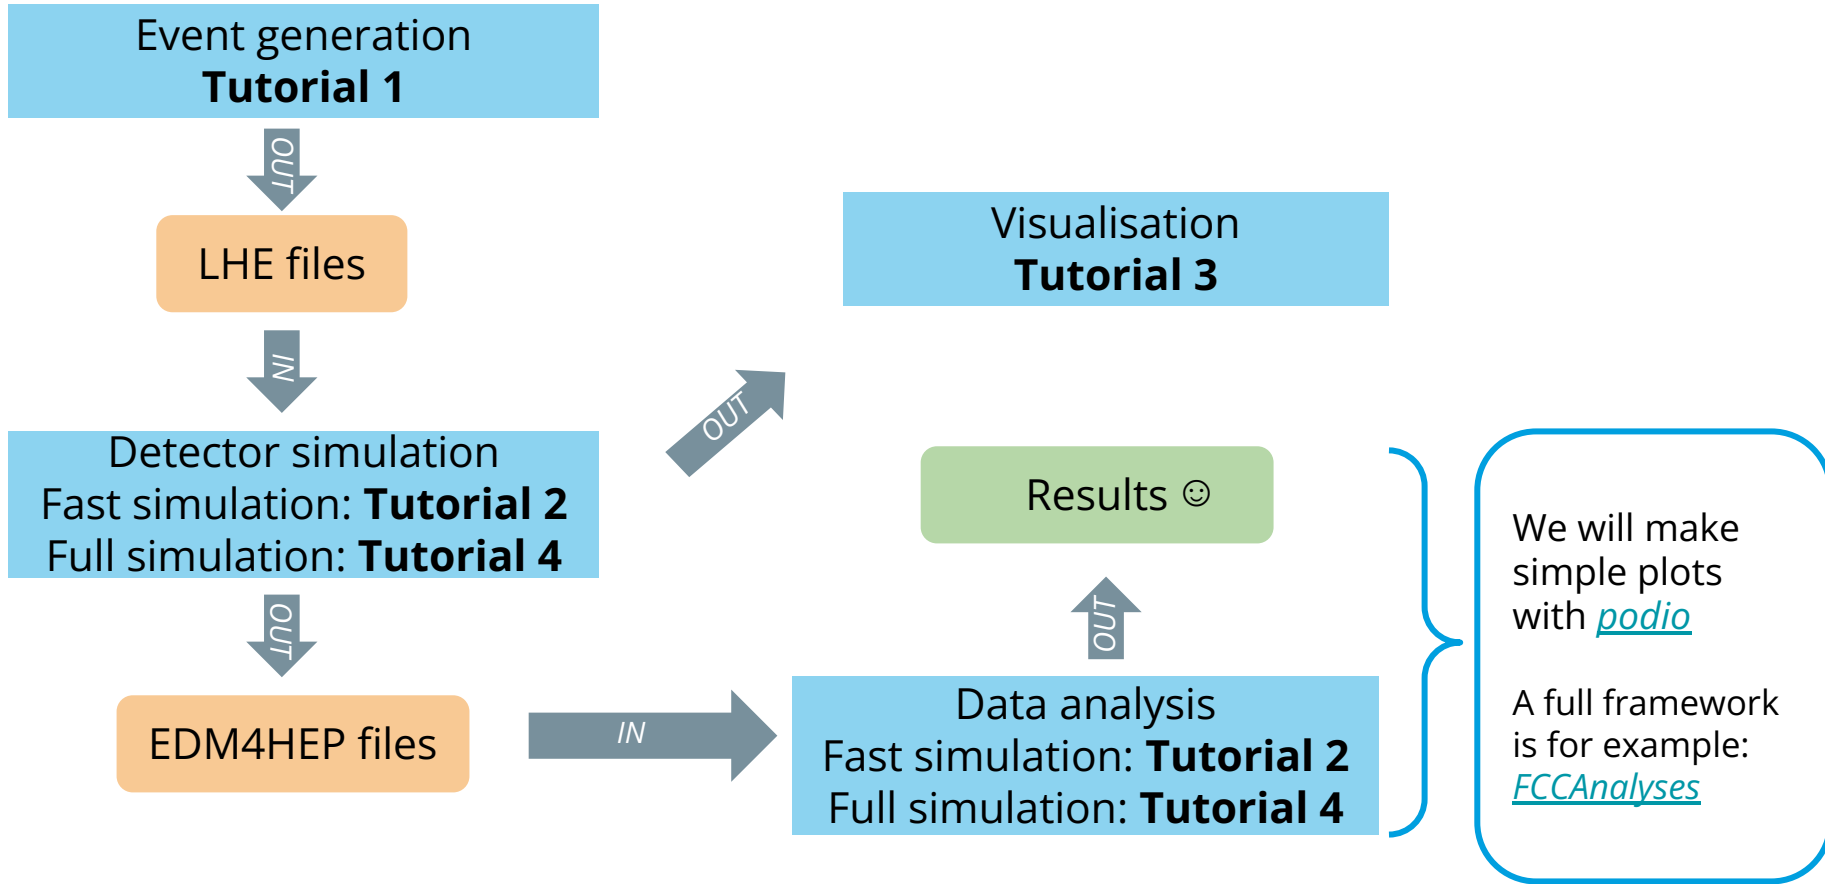 Event generation
Tutorial 1
OUT
LHE files
IN
Detector simulation
Fast simulation: Tutorial 2
Full simulation: Tutorial 4
OUT
EDM4HEP files
OUT
Visualisation
Tutorial 3
IN
Data analysis
Fast simulation: Tutorial 2
Full simulation: Tutorial 4
OUT
Results ☺
We will make
simple plots
with podio
A full framework
is for example:
FCCAnalyses